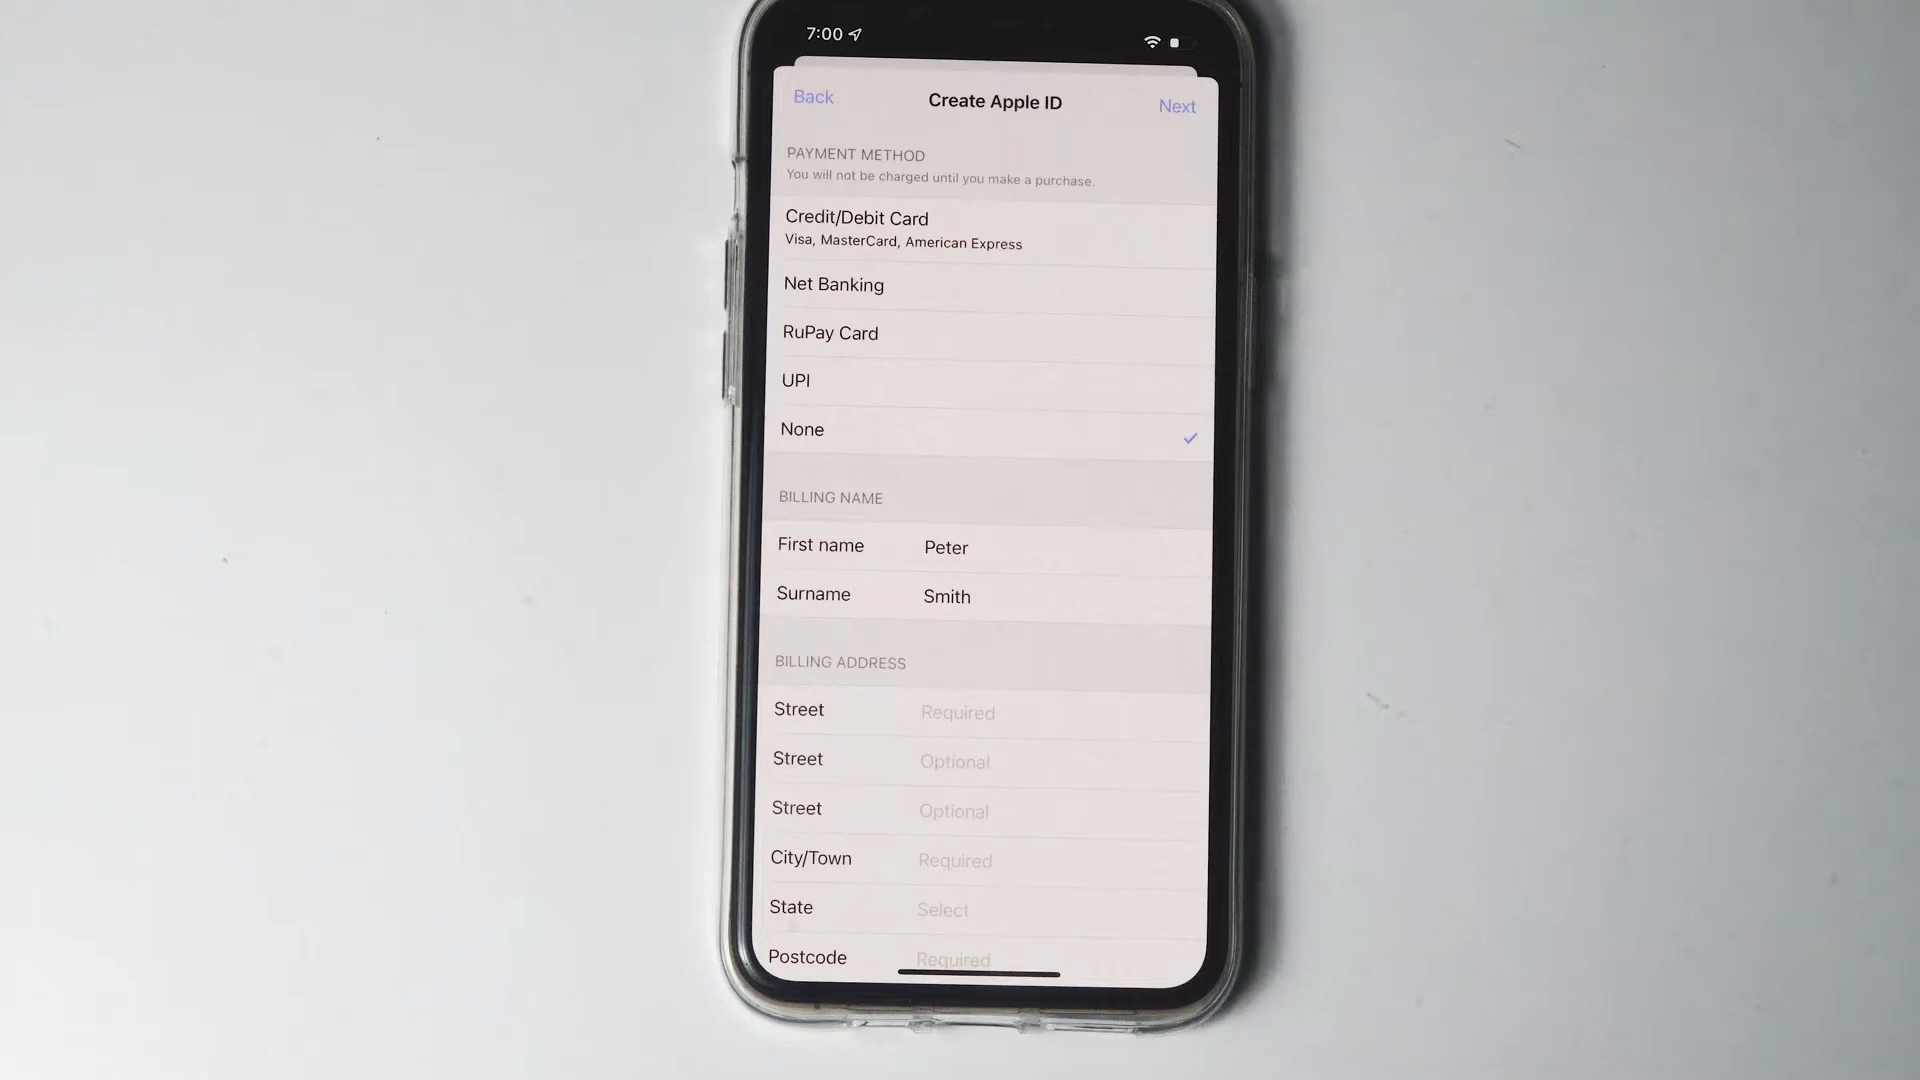 7:00
Back
Create Apple ID
Next
PAYMENT METHOD
You will not be charged until you make a purchase.
Credit/Debit Card
Visa, MasterCard, American Express
Net Banking
RuPay Card
UPI
None
BILLING NAME
First name Peter
Surname Smith
BILLING ADDRESS
Street Required
Street Optional
Street Optional
City/Town Required
State Select
Postcode Required